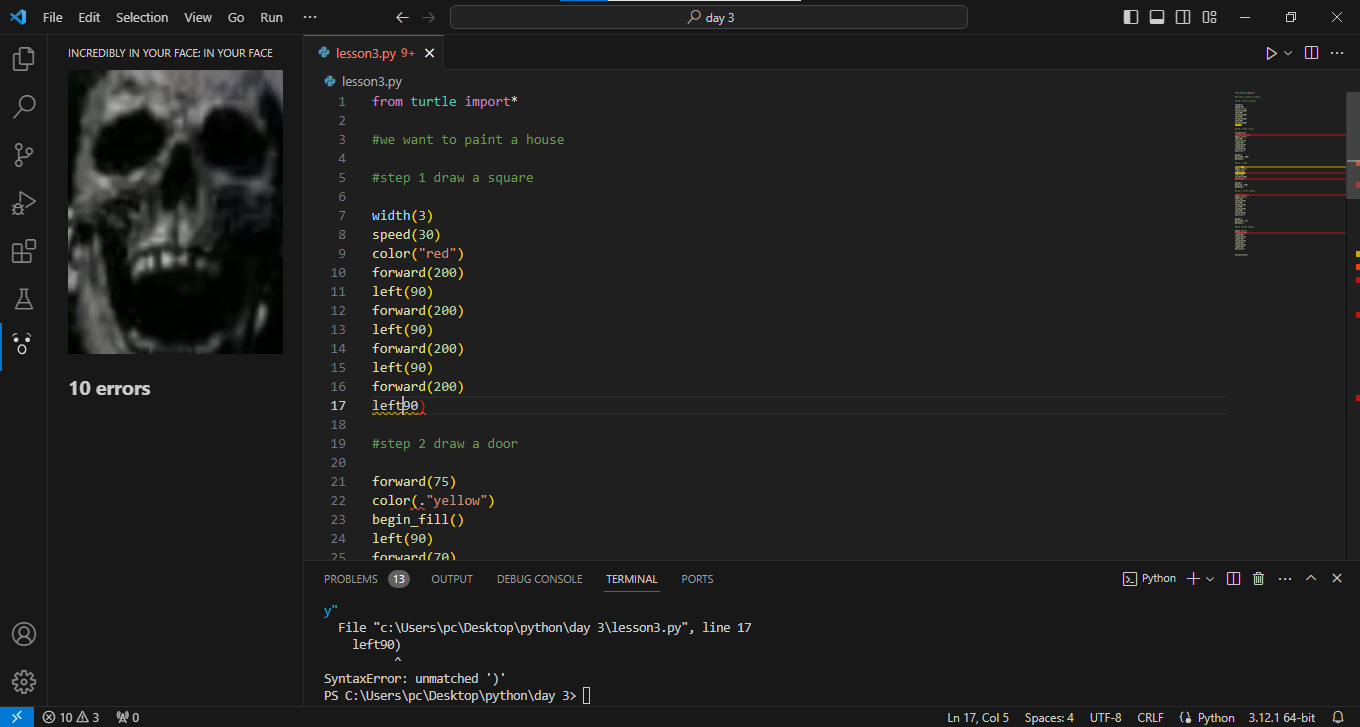 File Edit Selection View Go Run ··· day 3
INCREDIBLY IN YOUR FACE: IN YOUR FACE
10 errors
lesson3.py 9+
lesson3.py
1 from turtle import*
2
3 #we want to paint a house
4
5 #step 1 draw a square
6
7 width(3)
8 speed(30)
9 color("red")
10 forward(200)
11 left(90)
12 forward(200)
13 left(90)
14 forward(200)
15 left(90)
16 forward(200)
17 left90)
18
19 #step 2 draw a door
20
21 forward(75)
22 color(."yellow")
23 begin_fill()
24 left(90)
25 forward(70)
PROBLEMS 13 OUTPUT DEBUG CONSOLE TERMINAL PORTS Python
y"
File "c:\Users\pc\Desktop\python\day 3\lesson3.py", line 17
left90)
^
SyntaxError: unmatched ')'
PS C:\Users\pc\Desktop\python\day 3>
10 3 0 Ln 17, Col 5 Spaces: 4 UTF-8 CRLF Python 3.12.1 64-bit